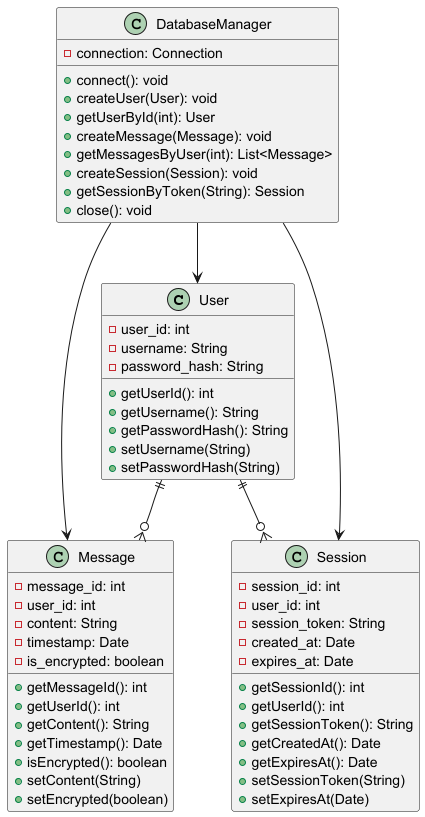 C DatabaseManager
connection: Connection
connect(): void
createUser(User): void
getUserById(int): User
createMessage(Message): void
getMessagesByUser(int): List<Message>
createSession(Session): void
getSessionByToken(String): Session
close(): void
C User
user_id: int
username: String
password_hash: String
getUserId(): int
getUsername(): String
getPasswordHash(): String
setUsername(String)
setPasswordHash(String)
C Message
message_id: int
user_id: int
content: String
timestamp: Date
is_encrypted: boolean
getMessageId(): int
getUserId(): int
getContent(): String
getTimestamp(): Date
isEncrypted(): boolean
setContent(String)
setEncrypted(boolean)
C Session
session_id: int
user_id: int
session_token: String
created_at: Date
expires_at: Date
getSessionId(): int
getUserId(): int
getSessionToken(): String
getCreatedAt(): Date
getExpiresAt(): Date
setSessionToken(String)
setExpiresAt(Date)